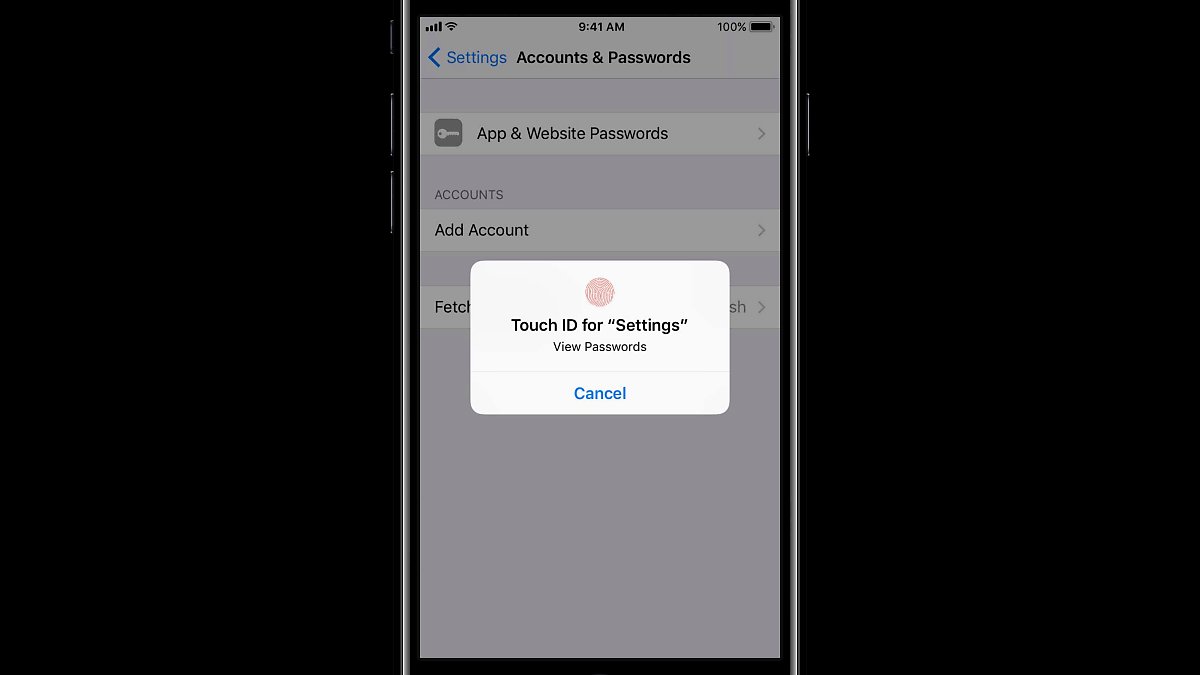 9:41 AM
100%
Settings
Accounts & Passwords
App & Website Passwords
ACCOUNTS
Add Account
Fetch
Touch ID for “Settings”
View Passwords
Cancel